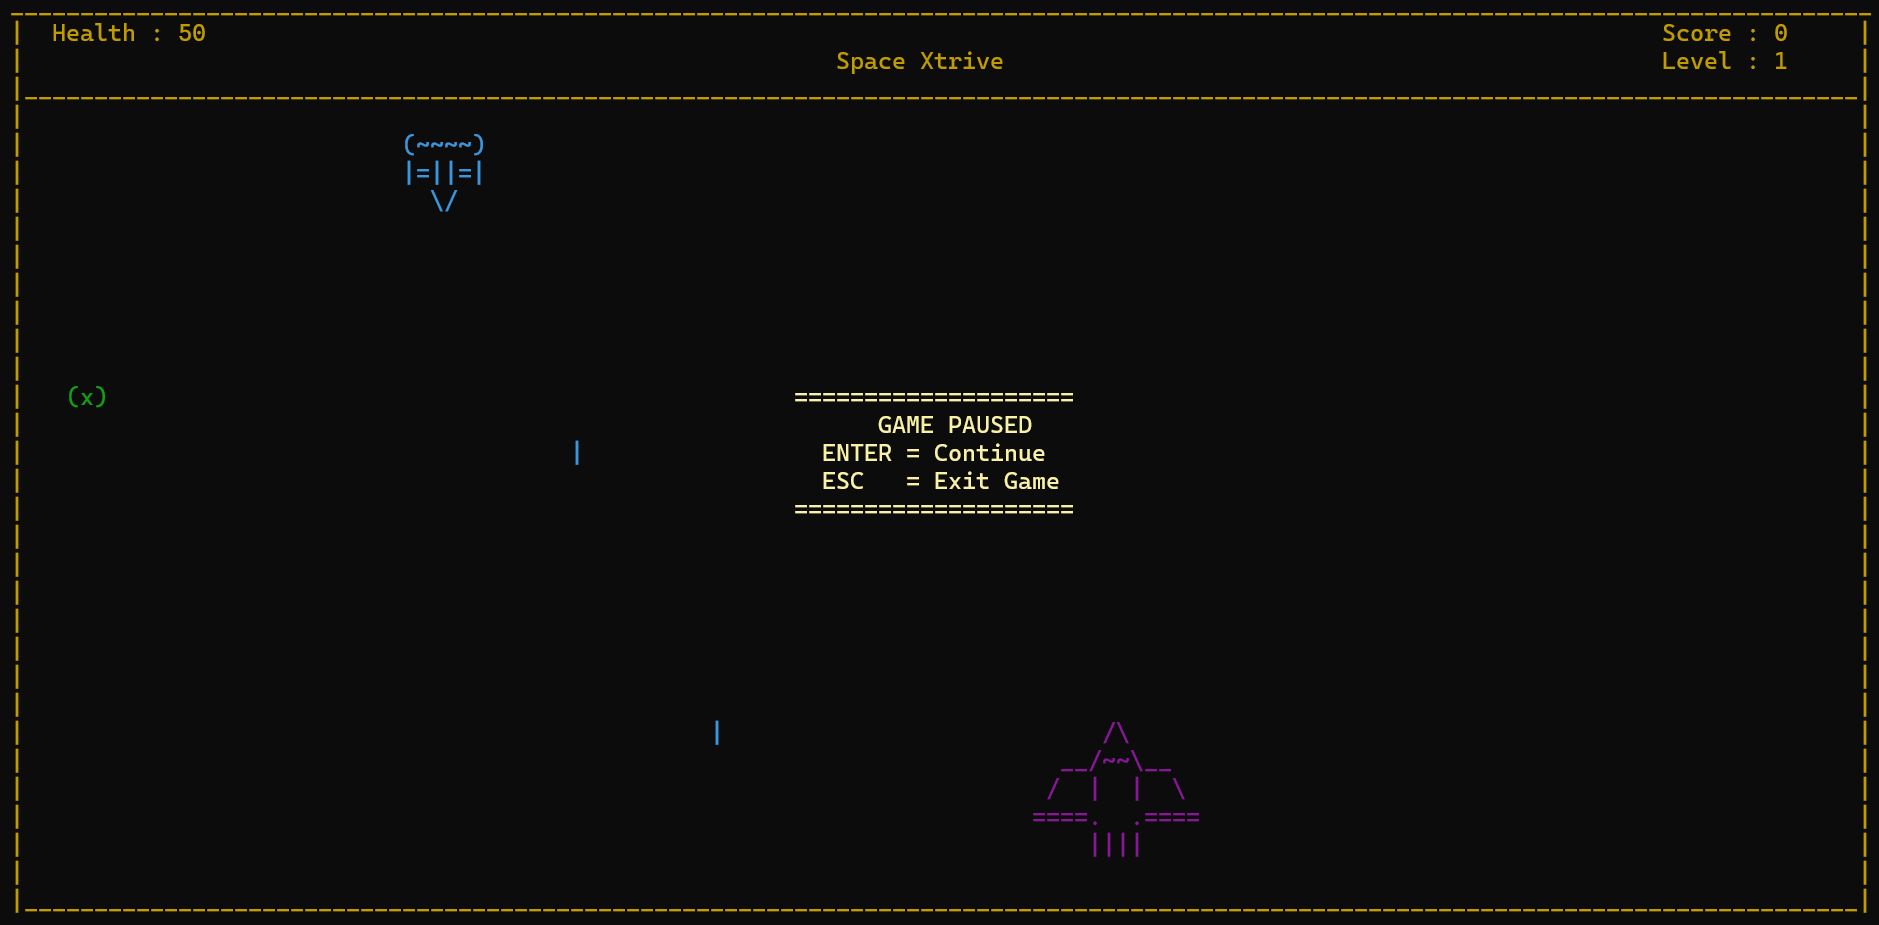 Health : 50
Score : 0
Space Xtrive
Level : 1
(x)
GAME PAUSED
ENTER = Continue
ESC   = Exit Game